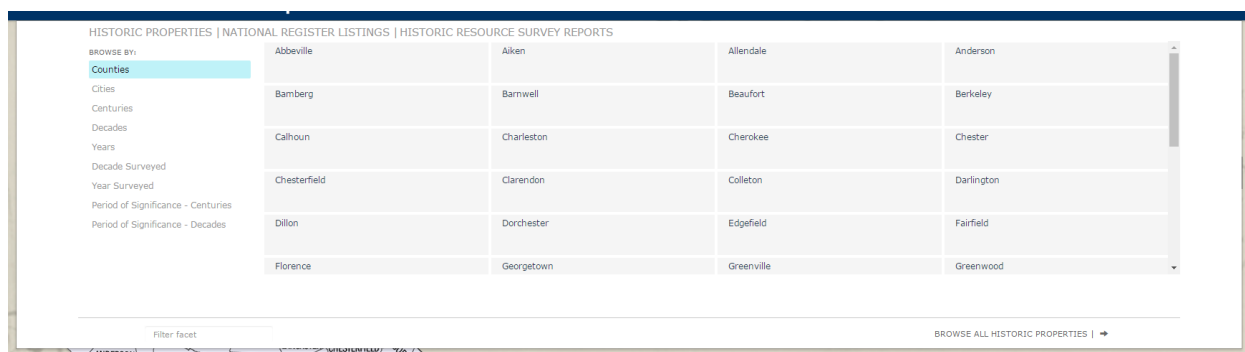 HISTORIC PROPERTIES | NATIONAL REGISTER LISTINGS | HISTORIC RESOURCE SURVEY REPORTS
BROWSE BY:
Counties
Cities
Centuries
Decades
Years
Decade Surveyed
Year Surveyed
Period of Significance - Centuries
Period of Significance - Decades
Abbeville Aiken Allendale Anderson
Bamberg Barnwell Beaufort Berkeley
Calhoun Charleston Cherokee Chester
Chesterfield Clarendon Colleton Darlington
Dillon Dorchester Edgefield Fairfield
Florence Georgetown Greenville Greenwood
Filter facet
BROWSE ALL HISTORIC PROPERTIES | ➔